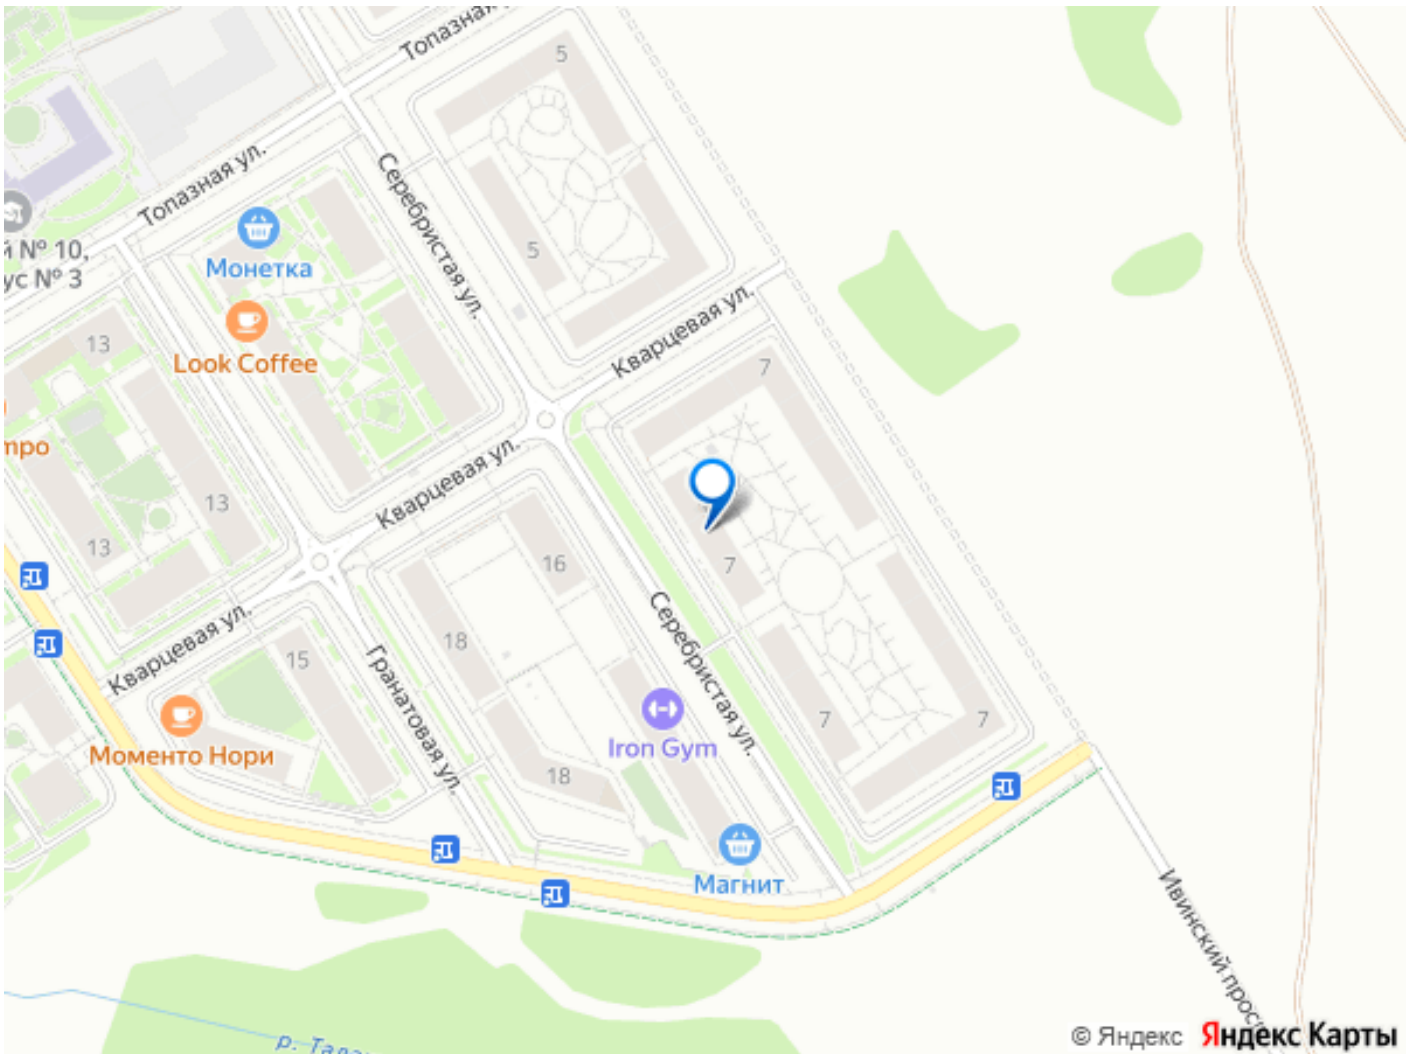 Топазная
5
Топазная ул.
Серебристая ул.
й № 10,
ус № 3
Монетка
5
Look Coffee
Кварцевая ул.
13
7
про
Кварцевая ул.
13
13
16
7
Серебристая ул.
18
Кварцевая ул.
15
Гранатовая ул.
Iron Gym
7
7
Моменто Нори
18
Магнит
Ивинский прос
р. Тала
© Яндекс Яндекс Карты